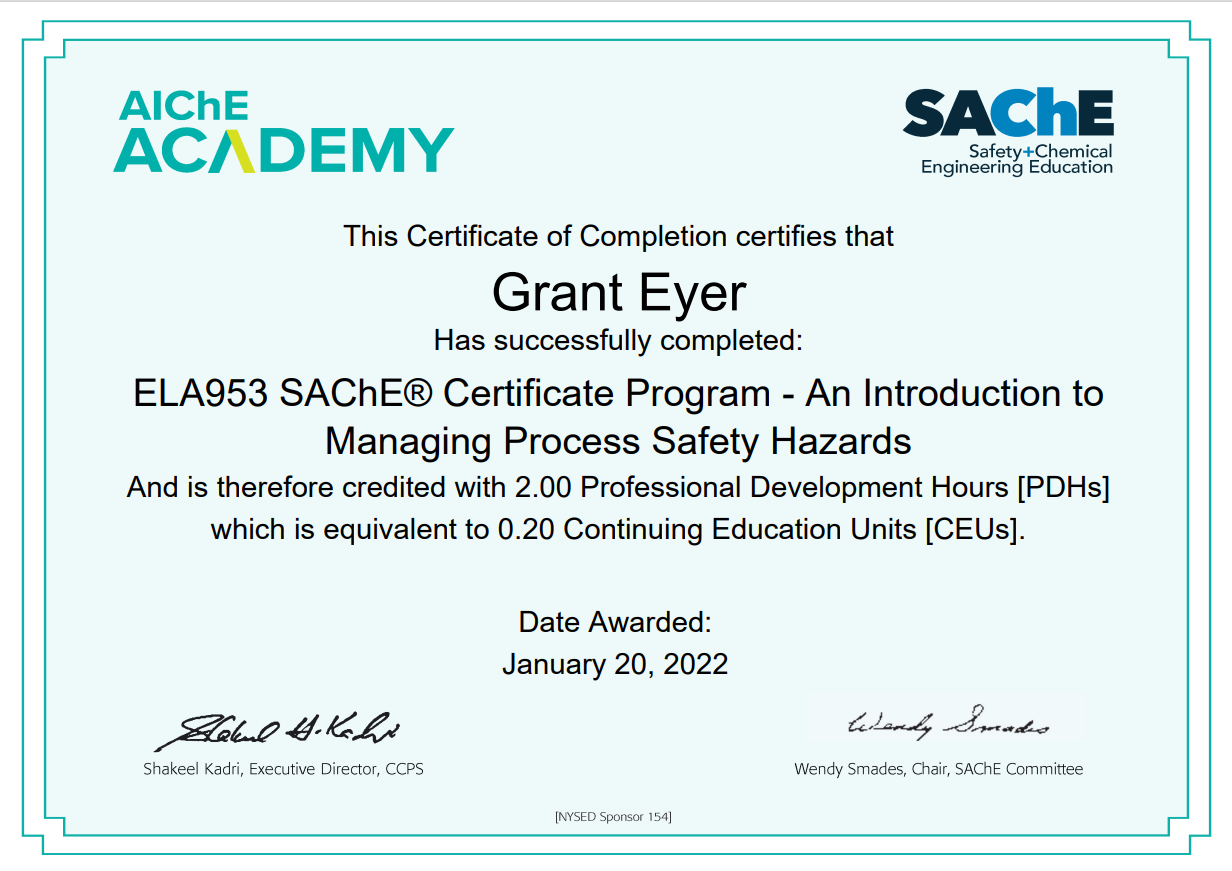 AIChE
ACADEMY
SAChE
Safety+Chemical
Engineering Education
This Certificate of Completion certifies that
Grant Eyer
Has successfully completed:
ELA953 SAChE® Certificate Program - An Introduction to
Managing Process Safety Hazards
And is therefore credited with 2.00 Professional Development Hours [PDHs]
which is equivalent to 0.20 Continuing Education Units [CEUs].
Date Awarded:
January 20, 2022
Shakeel H. Kadri
Wendy Smades
Shakeel Kadri, Executive Director, CCPS
Wendy Smades, Chair, SAChE Committee
[NYSED Sponsor 154]